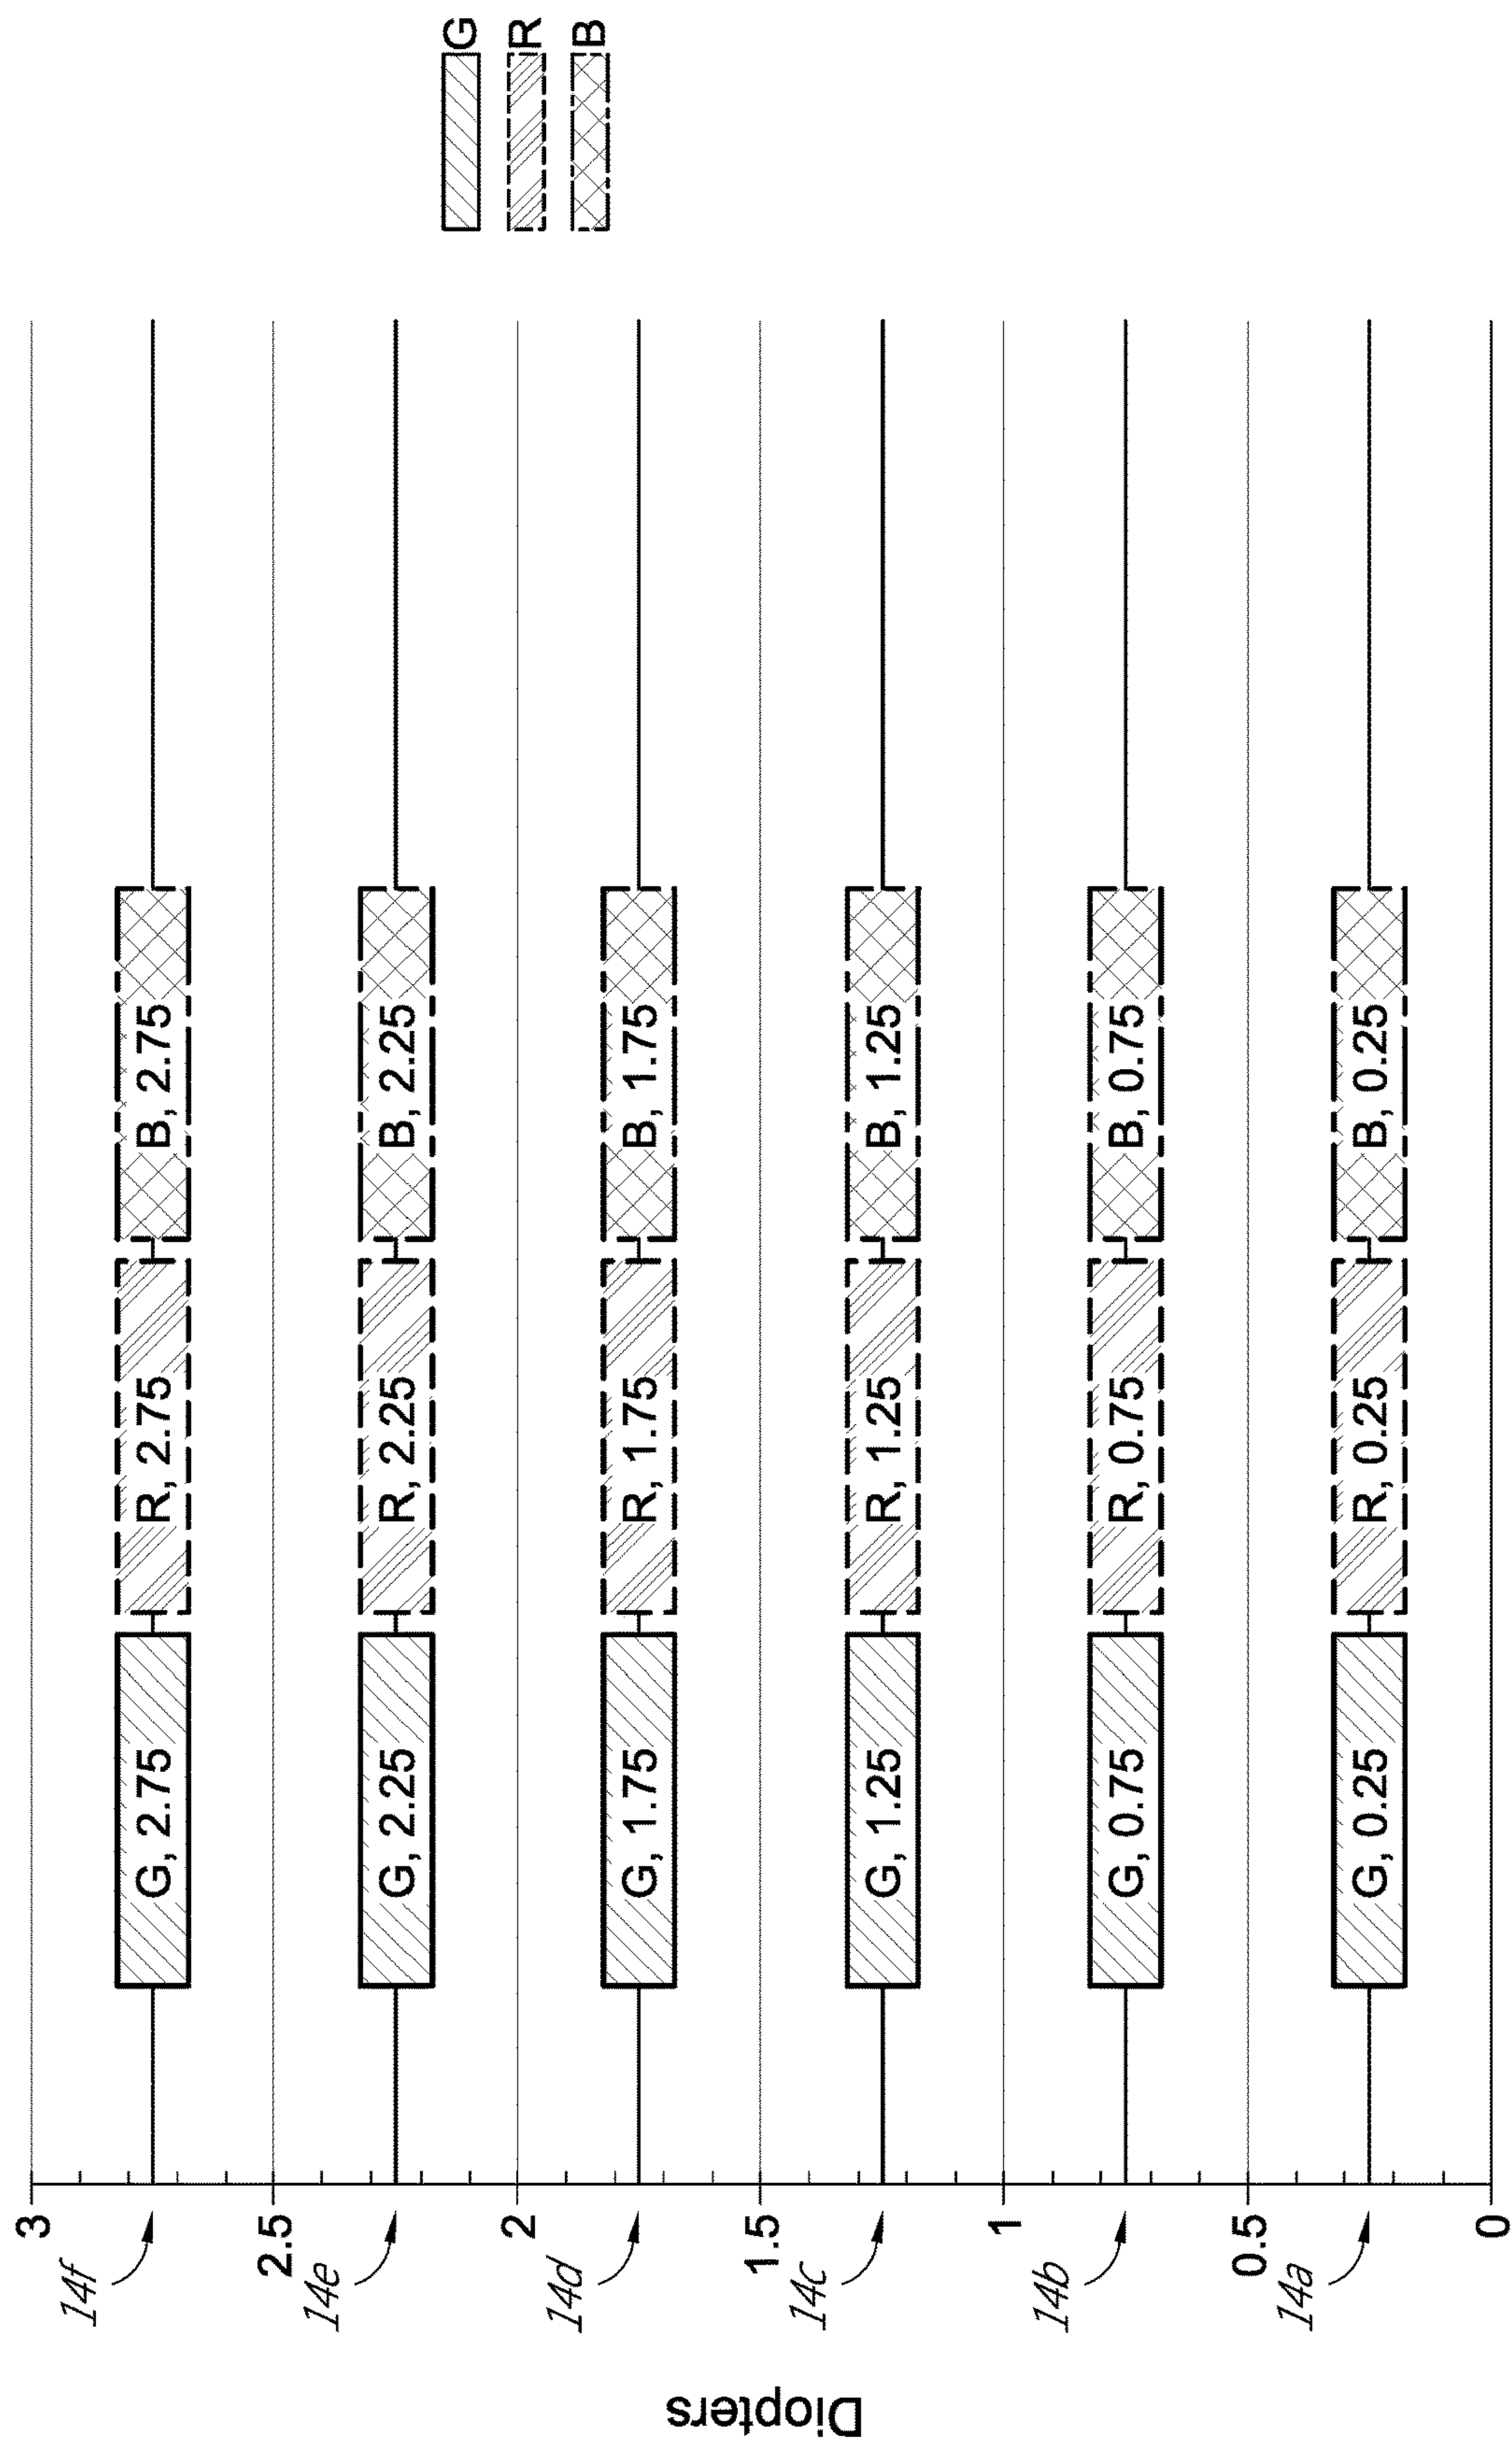 Diopters
3
14f
G, 2.75 R, 2.75 B, 2.75
2.5
14e
G, 2.25 R, 2.25 B, 2.25
2
14d
G, 1.75 R, 1.75 B, 1.75
1.5
14c
G, 1.25 R, 1.25 B, 1.25
1
14b
G, 0.75 R, 0.75 B, 0.75
0.5
14a
G, 0.25 R, 0.25 B, 0.25
0
G
R
B